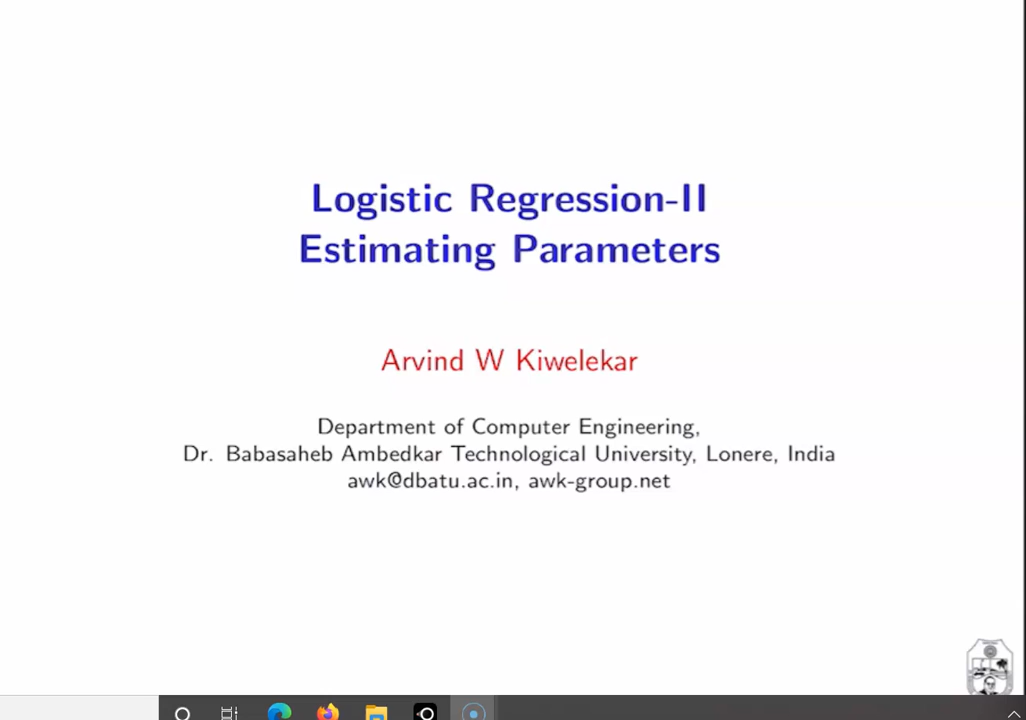 Logistic Regression-II
Estimating Parameters
Arvind W Kiwelekar
Department of Computer Engineering,
Dr. Babasaheb Ambedkar Technological University, Lonere, India
awk@dbatu.ac.in, awk-group.net